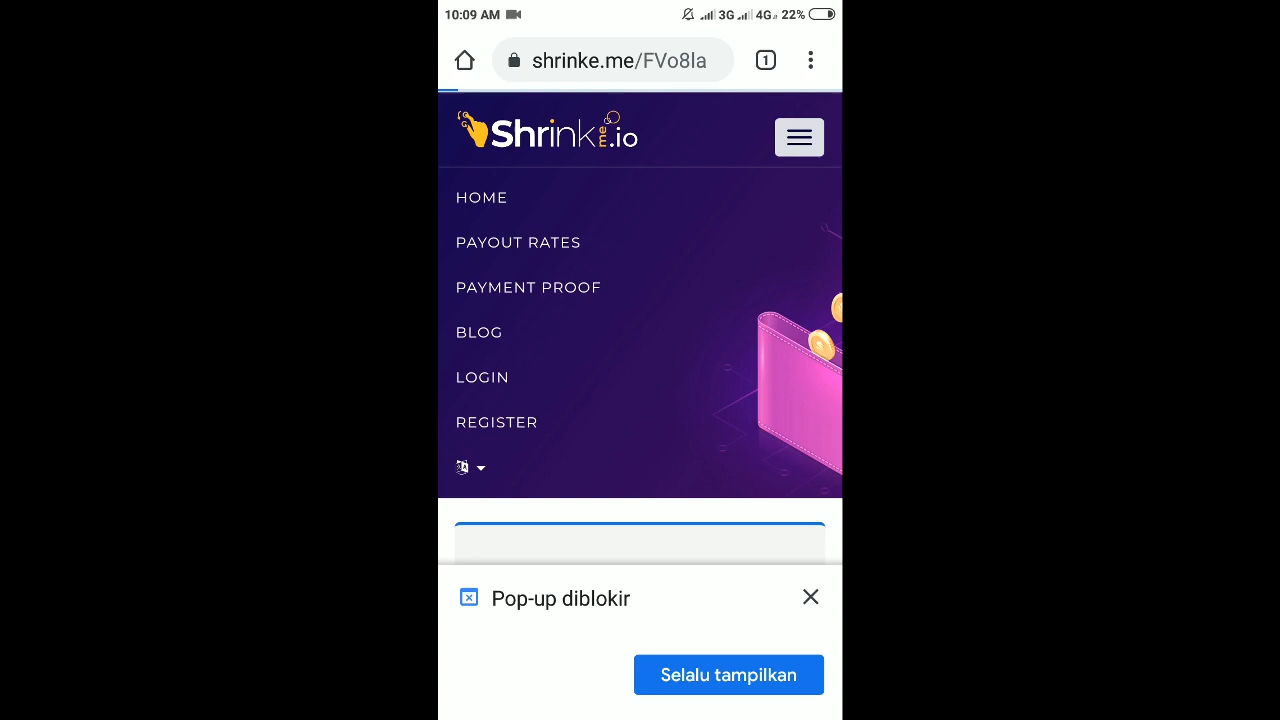 10:09 AM 3G 4G 22%
shrinke.me/FVo8la 1
Shrinkme.io
HOME
PAYOUT RATES
PAYMENT PROOF
BLOG
LOGIN
REGISTER
Pop-up diblokir
Selalu tampilkan